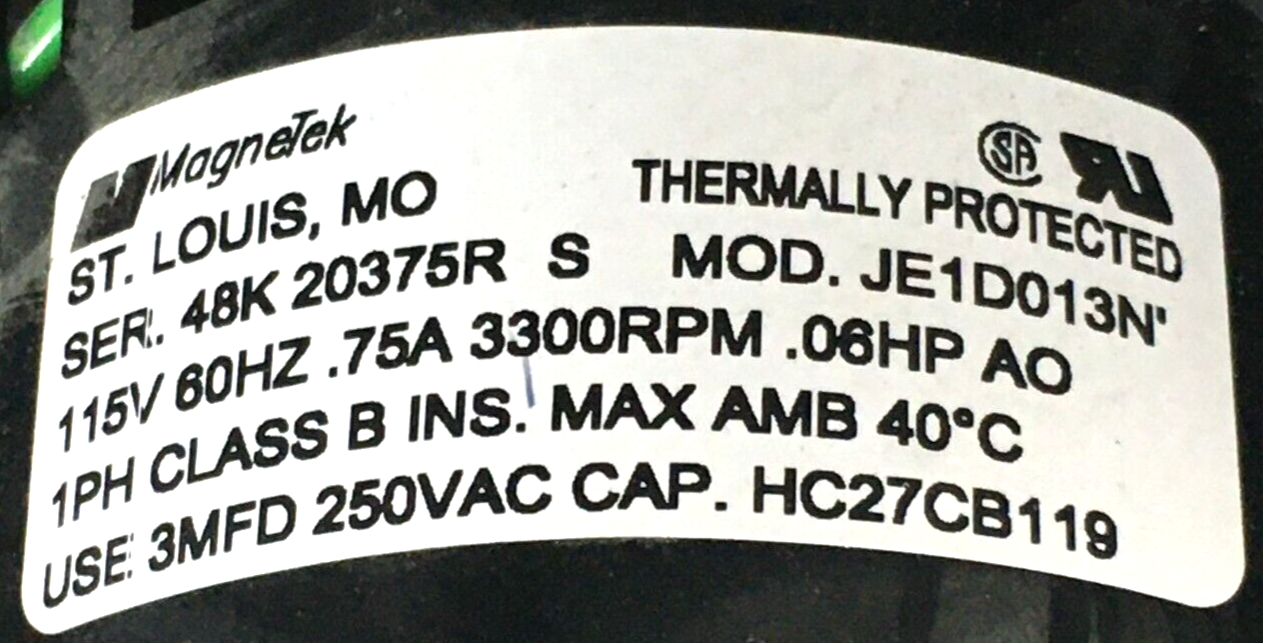 MagneTek
ST. LOUIS, MO THERMALLY PROTECTED
SER. 48K 20375R S MOD. JE1D013N'
115V 60HZ .75A 3300RPM .06HP AO
1PH CLASS B INS. MAX AMB 40°C
USE: 3MFD 250VAC CAP. HC27CB119